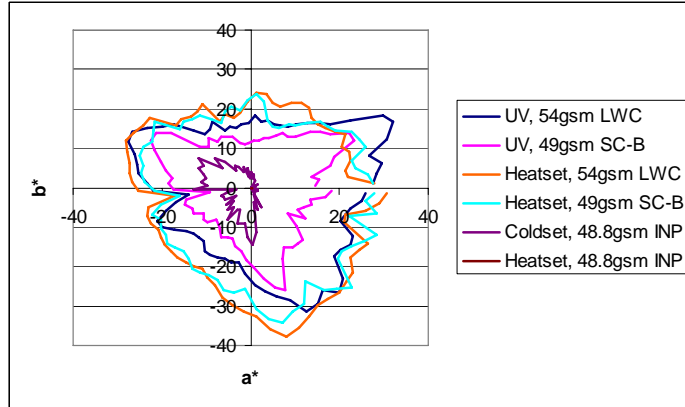 40
30
20
10
0
-10
-20
-30
-40
-40 -20 0 20 40
b*
a*
UV, 54gsm LWC
UV, 49gsm SC-B
Heatset, 54gsm LWC
Heatset, 49gsm SC-B
Coldset, 48.8gsm INP
Heatset, 48.8gsm INP